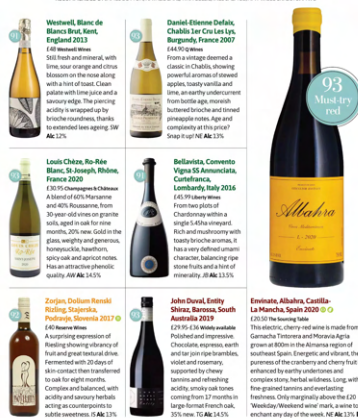 Westwell, Blanc de
Blancs Brut, Kent,
England 2013
£48 Westwell Wines
Still fresh and mineral, with
lime, sour orange and citrus
blossom on the nose along
with a hint of toast. Clean
palate with lime juice and a
savoury edge. The piercing
acidity is wrapped up by
brioche roundness, thanks
to extended lees ageing. SW
Alc 12%
93
Daniel-Etienne Defaix,
Chablis 1er Cru Les Lys,
Burgundy, France 2007
£44.90 Q Wines
From a vintage deemed a
classic in Chablis, showing
powerful aromas of stewed
apples, toasty vanilla and
lime, an earthy undercurrent
from bottle age, moreish
buttered brioche and tinned
pineapple notes. Age and
complexity at this price?
Snap it up! NE Alc 13%
93
Louis Chèze, Ro-Rée
Blanc, St-Joseph, Rhône,
France 2020
£30.95 Champagnes & Châteaux
A blend of 60% Marsanne
and 40% Roussanne, from
30-year-old vines on granite
soils, aged in oak for nine
months, 20% new. Gold in the
glass, weighty and generous,
honeysuckle, hawthorn,
spicy oak and apricot notes.
Has an attractive phenolic
quality. AW Alc 14.5%
91
Bellavista, Convento
Vigna SS Annunciata,
Curtefranca,
Lombardy, Italy 2016
£45.99 Liberty Wines
From two plots of
Chardonnay within a
single 5.45ha vineyard.
Rich and mushroomy with
toasty brioche aromas, it
has a very defined umami
character, balancing ripe
stone fruits and a hint of
minerality. JB Alc 13.5%
92
Zorjan, Dolium Renski
Rizling, Stajerska,
Podravje, Slovenia 2017
£40 Reserve Wines
A surprising expression of
Riesling showing vibrancy of
fruit and great textural drive.
Fermented with 20 days of
skin-contact then transferred
to oak for eight months.
Complex and balanced, with
acidity and savoury herbals
acting as counterpoints to
subtle sweetness. IS Alc 13%
93
John Duval, Entity
Shiraz, Barossa, South
Australia 2019
£29.95-£36 Widely available
Polished and impressive.
Chocolate, espresso, earth
and tar join ripe brambles,
violet and rosemary,
supported by chewy
tannins and refreshing
acidity, smoky oak tones
coming from 17 months in
large-format French oak,
35% new. TG Alc 14.5%
93
Must-try
red
Albahra
Envínate, Albahra, Castilla-
La Mancha, Spain 2020
£20.50 The Sourcing Table
This electric, cherry-red wine is made from
Garnacha Tintorera and Moravia Agria
grown at 800m in the Almansa region of
southeast Spain. Energetic and vibrant, the
pureness of the cranberry and cherry fruit
enhanced by earthy undertones and
complex stony, herbal wildness. Long, with
fine-grained tannins and everlasting
freshness. Only marginally above the £20
'Weekday/Weekend wine' mark, a wine to
enchant any day of the week. NE Alc 13%